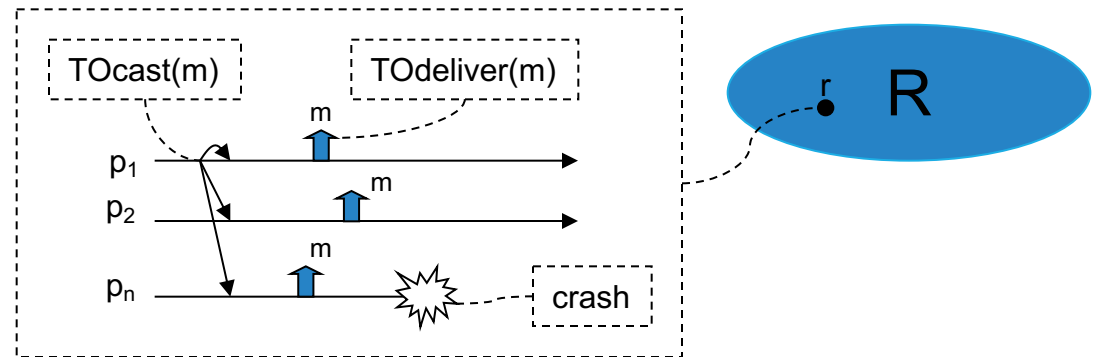 TOcast(m)
TOdeliver(m)
r
R
m
p₁
m
p₂
m
pₙ
crash